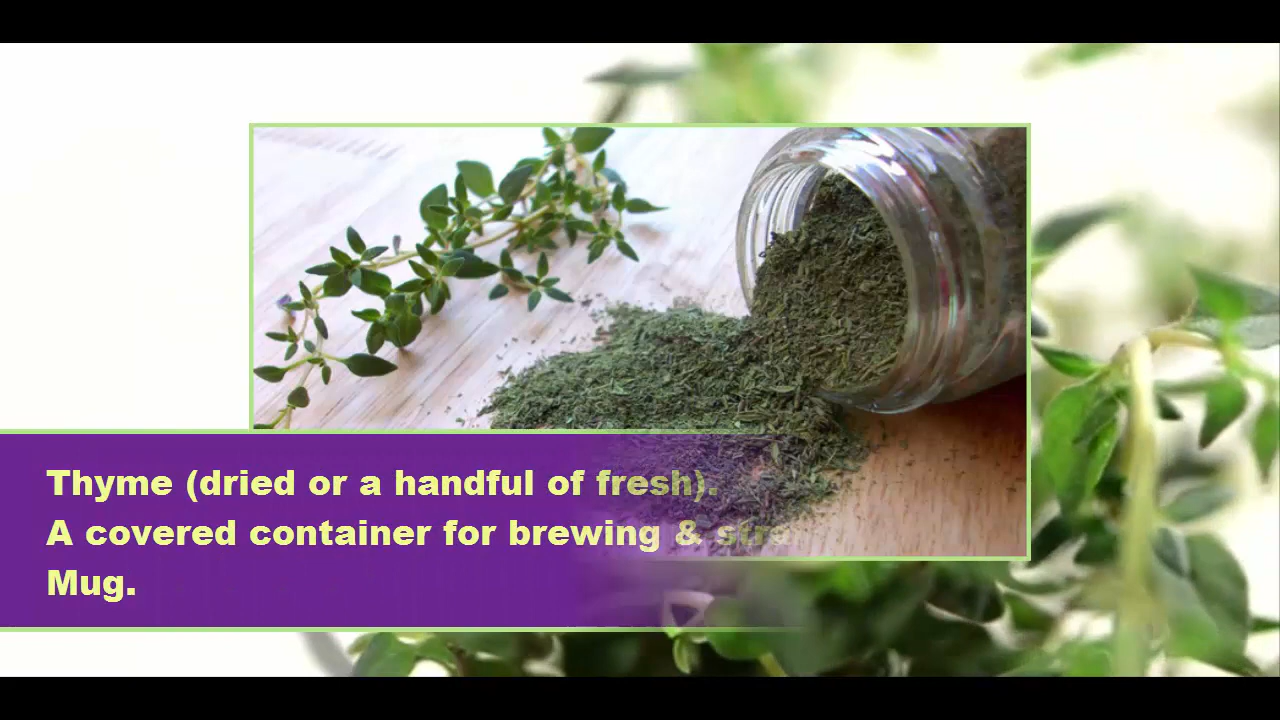 Thyme (dried or a handful of fresh).
A covered container for brewing &
Mug.